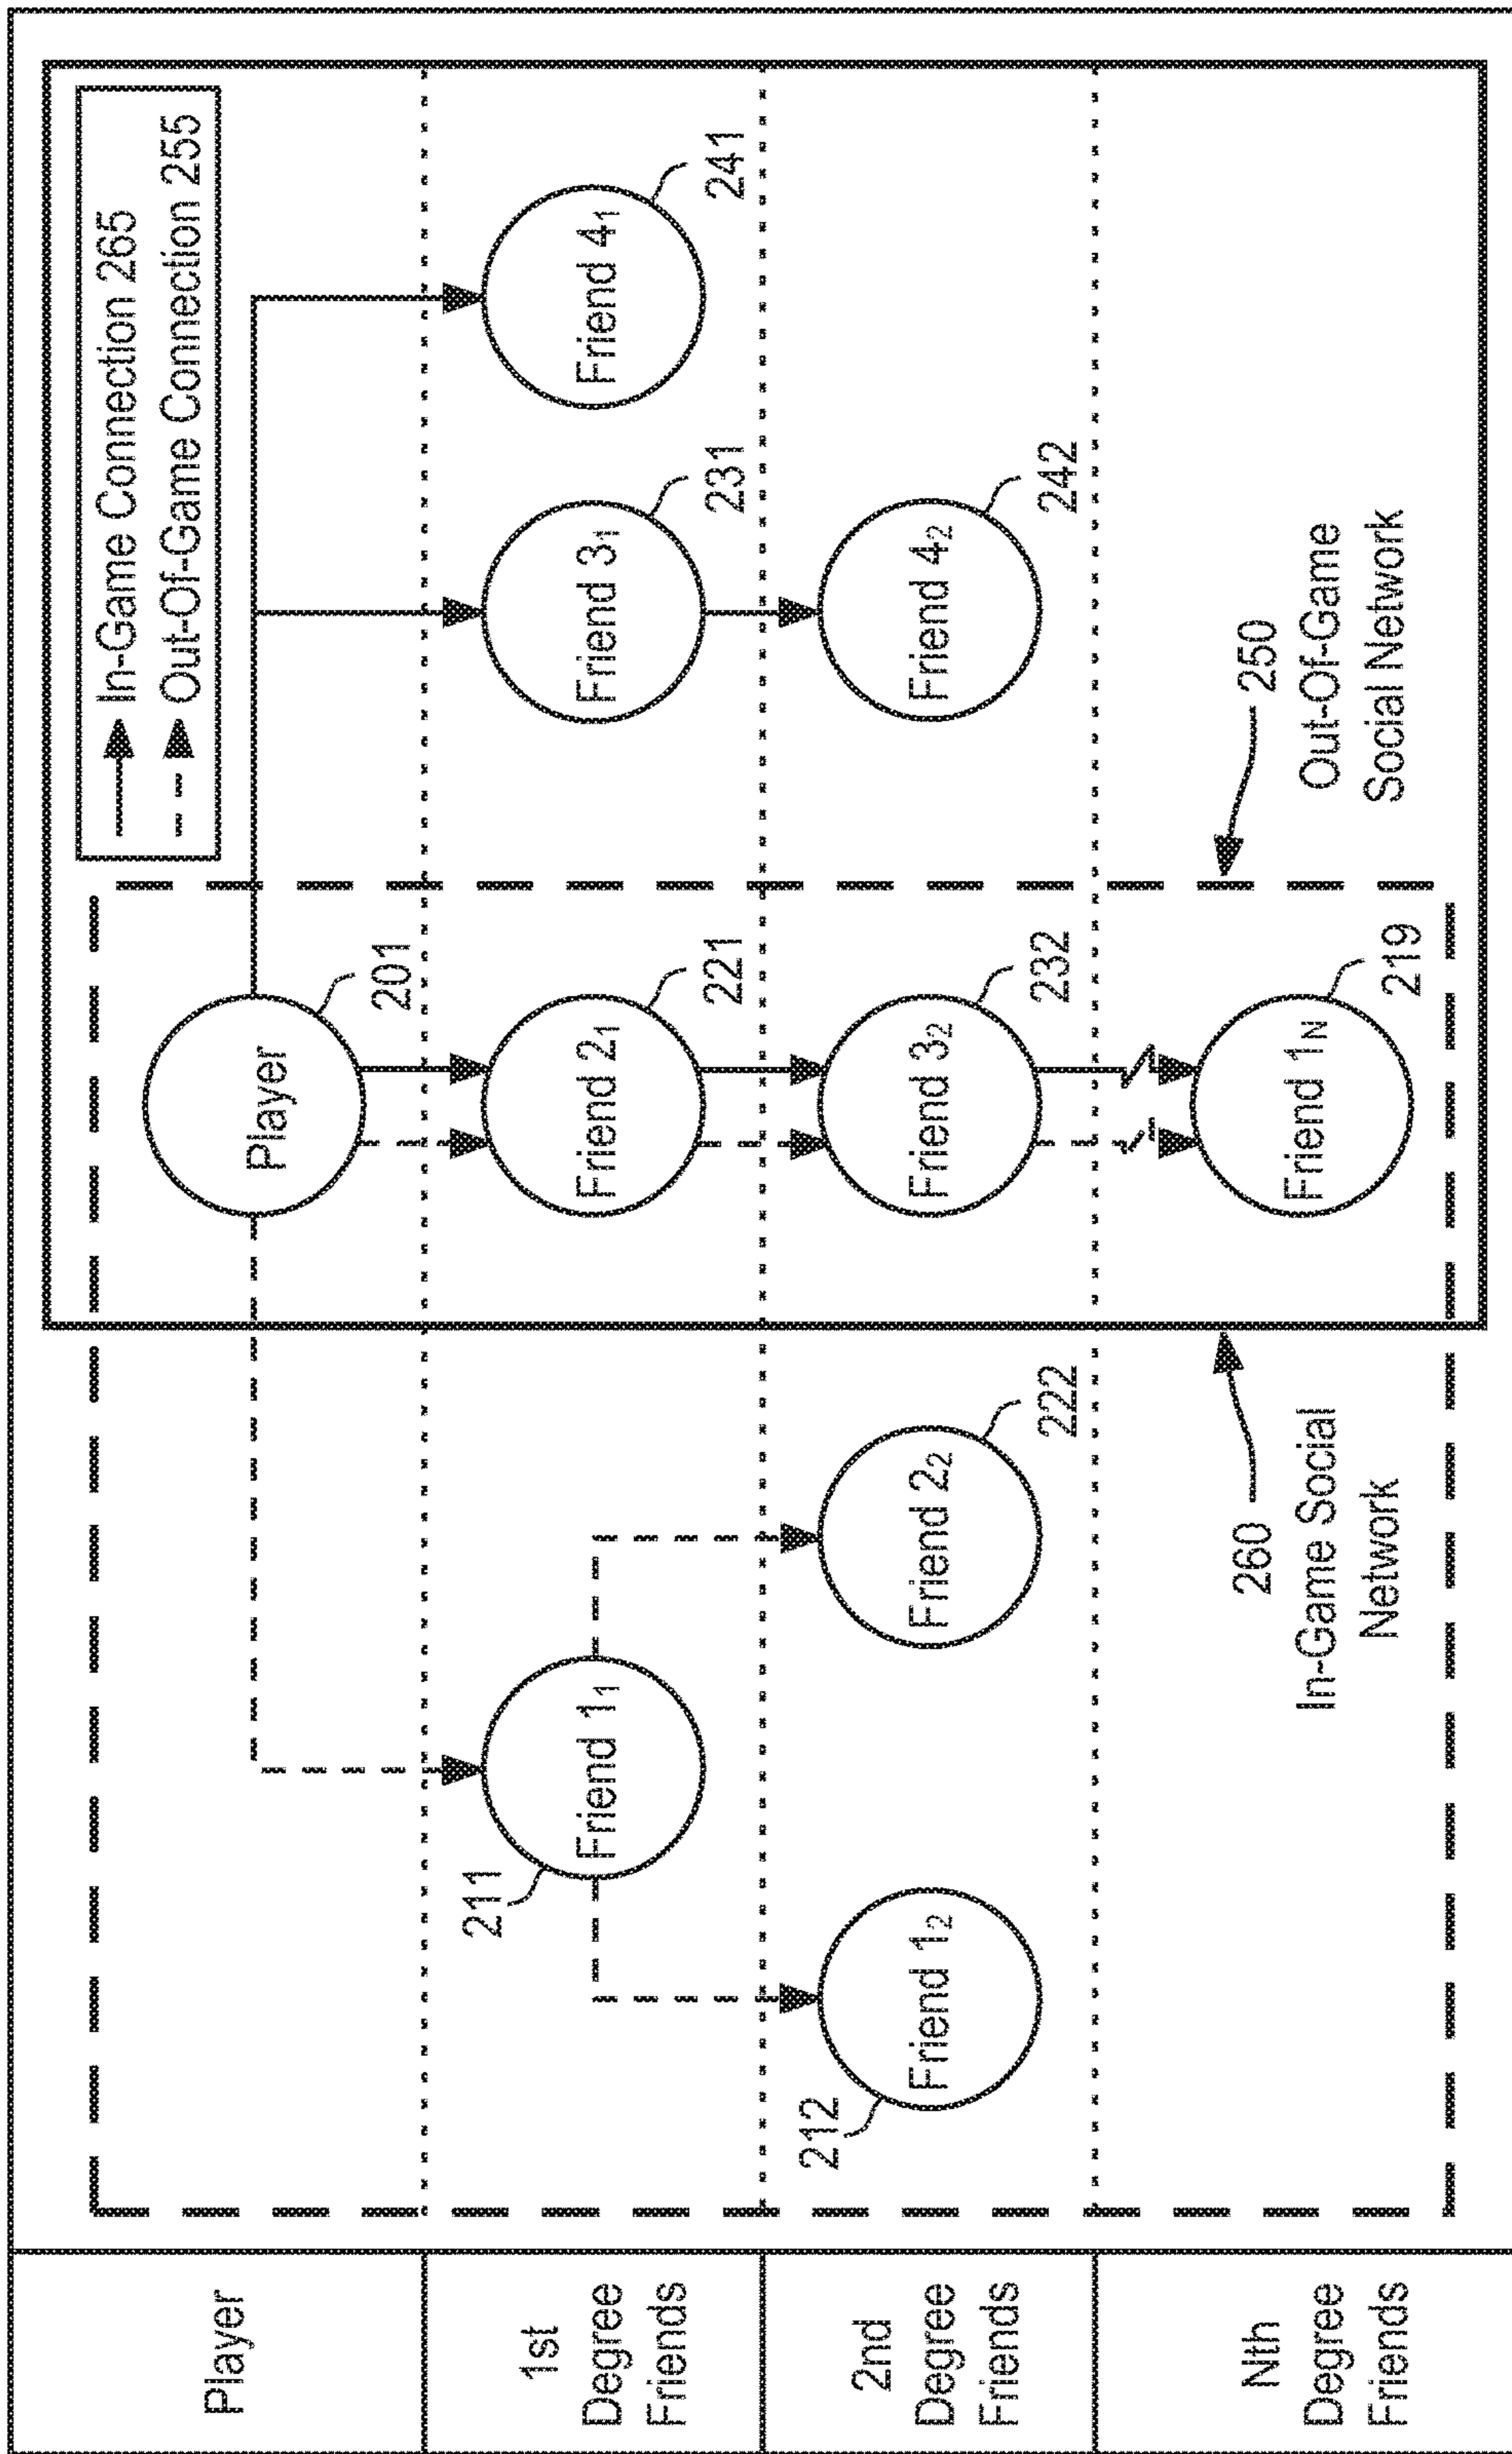 Player
1st
Degree
Friends
2nd
Degree
Friends
Nth
Degree
Friends
In-Game Connection 265
Out-Of-Game Connection 255
Player
201
211
Friend 1₁
Friend 2₁
221
Friend 3₁
231
Friend 4₁
241
212
Friend 1₂
Friend 2₂
222
Friend 3₂
232
Friend 4₂
242
260
In-Game Social
Network
Friend 1N
219
250
Out-Of-Game
Social Network